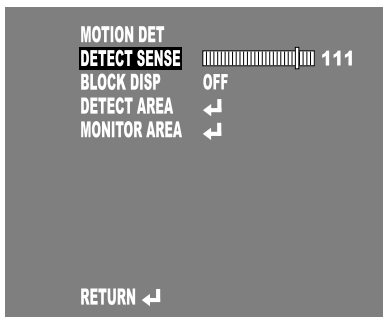 MOTION DET
DETECT SENSE 111
BLOCK DISP OFF
DETECT AREA ↲
MONITOR AREA ↲
RETURN ↲